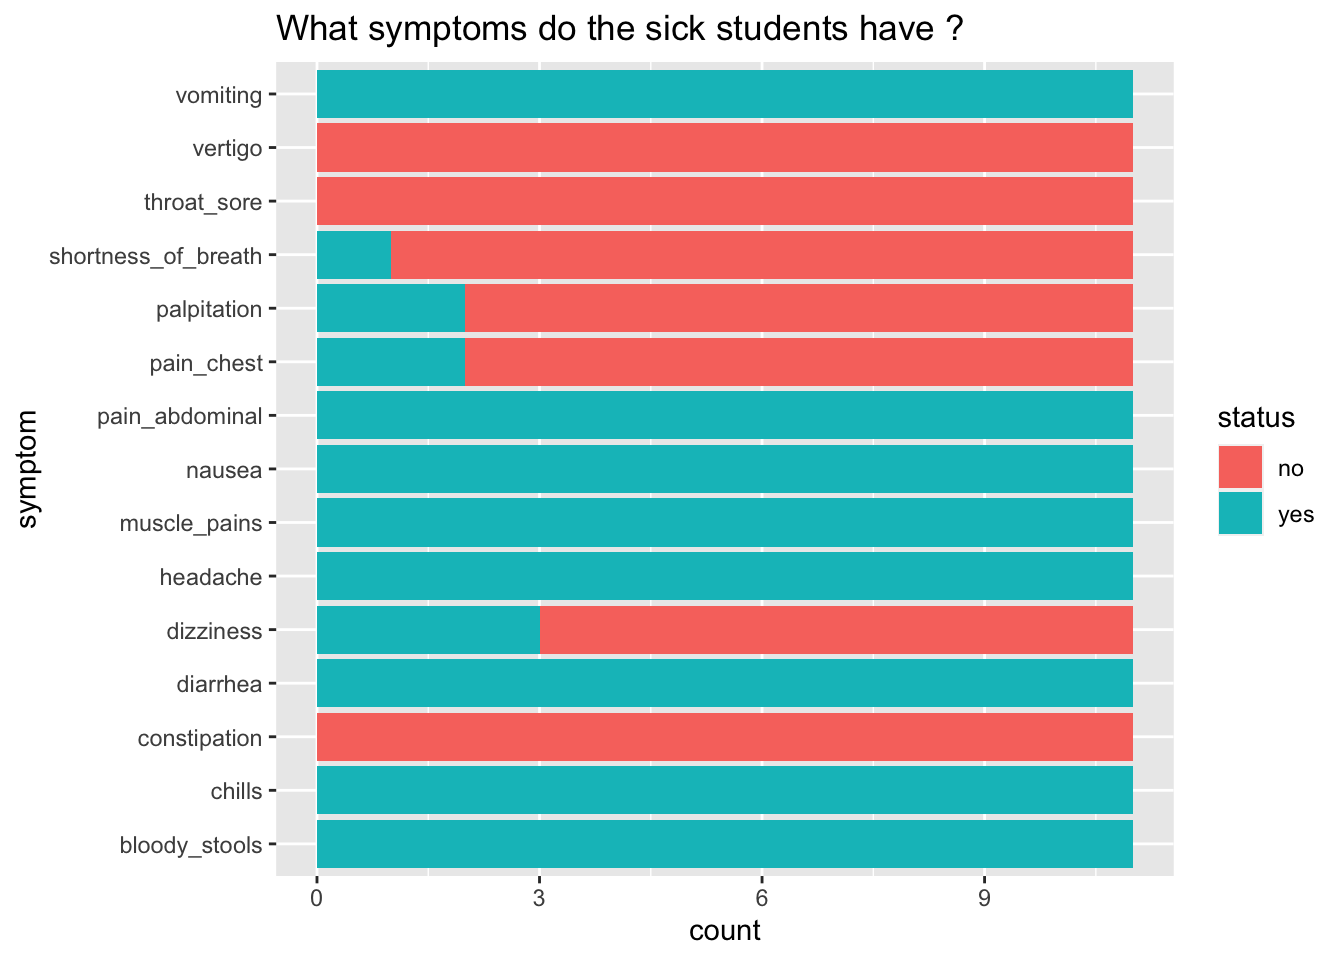 What symptoms do the sick students have ?
vomiting
vertigo
throat_sore
shortness_of_breath
palpitation
pain_chest
pain_abdominal
nausea
muscle_pains
headache
dizziness
diarrhea
constipation
chills
bloody_stools
symptom
0 3 6 9
count
status
no
yes